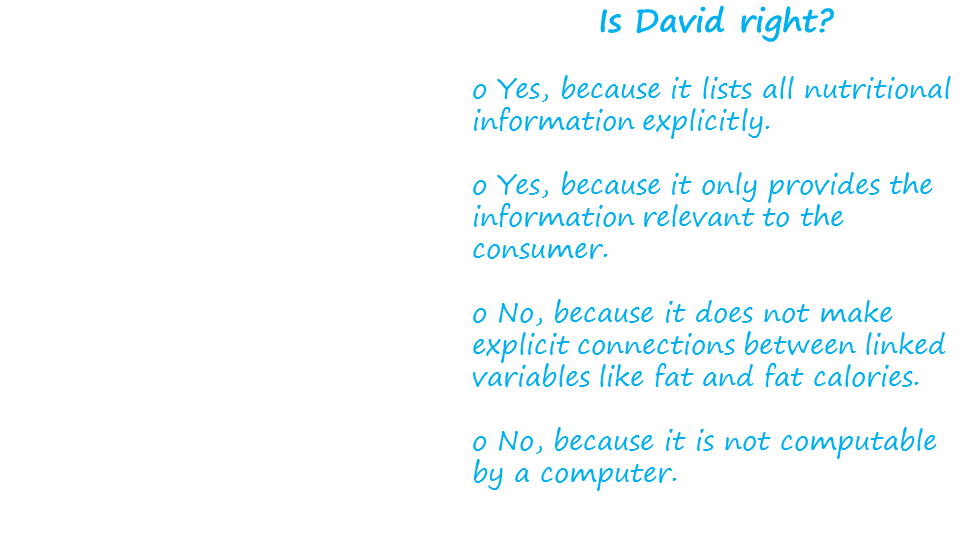 Is David right?
o Yes, because it lists all nutritional
information explicitly.
o Yes, because it only provides the
information relevant to the
consumer.
o No, because it does not make
explicit connections between linked
variables like fat and fat calories.
o No, because it is not computable
by a computer.